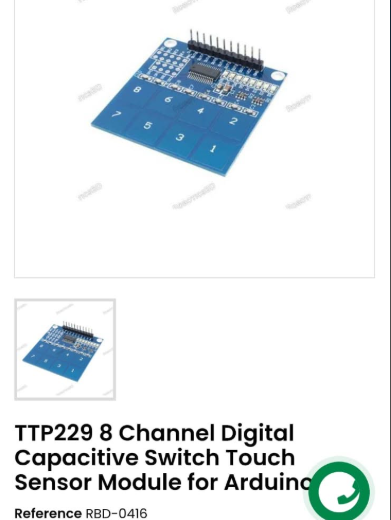 8
6
4
2
7
5
3
1
TTP229 8 Channel Digital
Capacitive Switch Touch
Sensor Module for Arduino
Reference RBD-0416